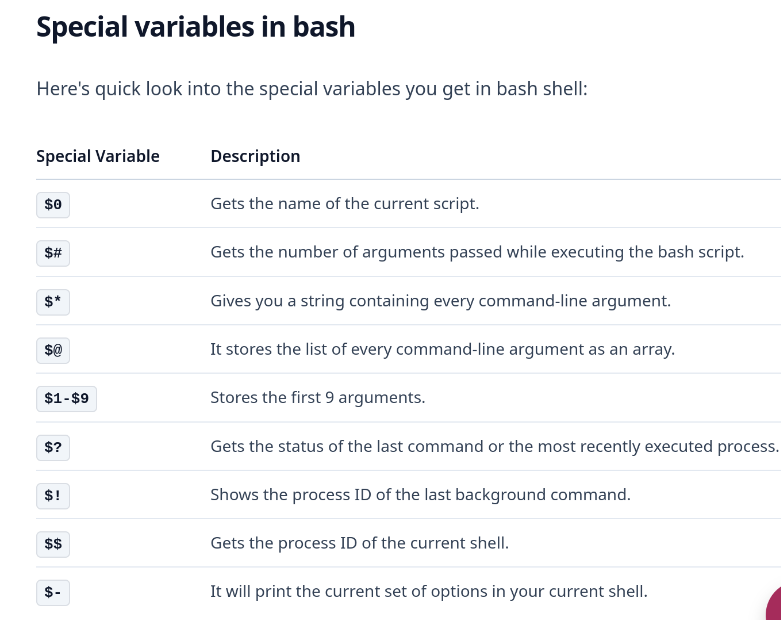 Special variables in bash
Here's quick look into the special variables you get in bash shell:
Special Variable Description
$0 Gets the name of the current script.
$# Gets the number of arguments passed while executing the bash script.
$* Gives you a string containing every command-line argument.
$@ It stores the list of every command-line argument as an array.
$1-$9 Stores the first 9 arguments.
$? Gets the status of the last command or the most recently executed process.
$! Shows the process ID of the last background command.
$$ Gets the process ID of the current shell.
$- It will print the current set of options in your current shell.